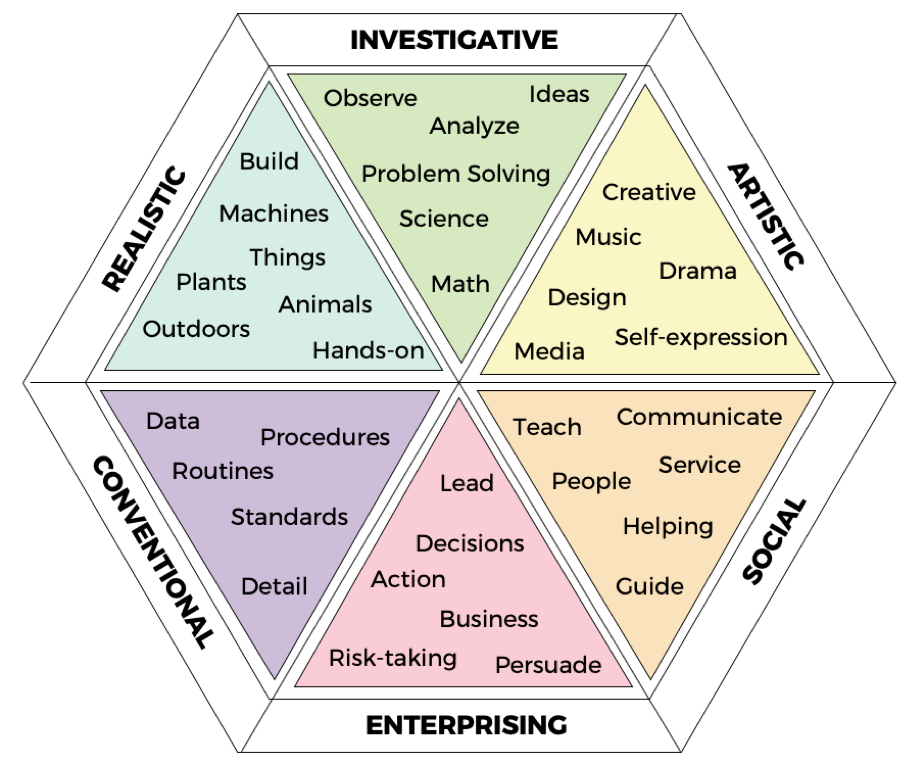 INVESTIGATIVE
Observe
Ideas
Analyze
Problem Solving
Science
Math
REALISTIC
Build
Machines
Things
Plants
Animals
Outdoors
Hands-on
ARTISTIC
Creative
Music
Drama
Design
Self-expression
Media
CONVENTIONAL
Data
Procedures
Routines
Standards
Detail
ENTERPRISING
Lead
Decisions
Action
Business
Risk-taking
Persuade
SOCIAL
Teach
Communicate
Service
People
Helping
Guide